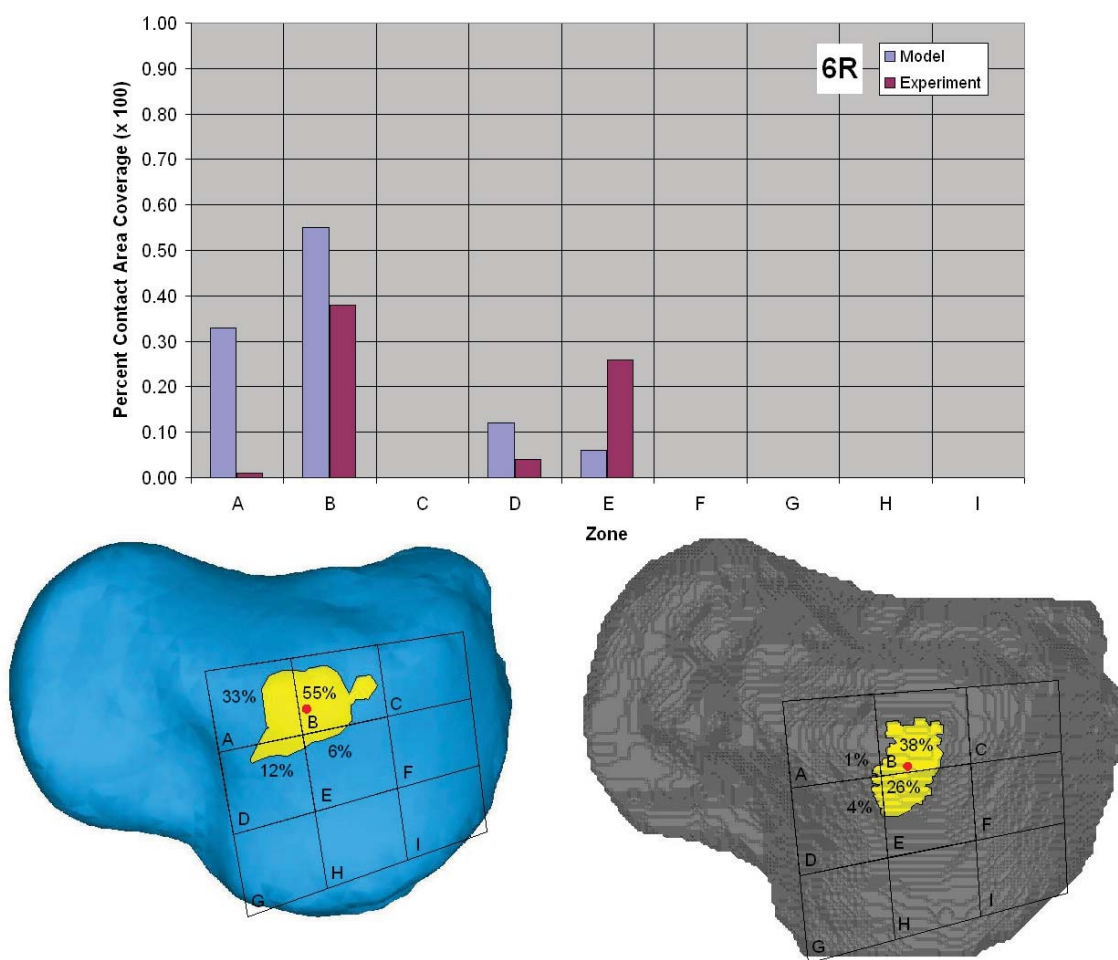 1.00
0.90
0.80
0.70
0.60
0.50
0.40
0.30
0.20
0.10
0.00
Percent Contact Area Coverage (x 100)
6R
Model
Experiment
A B C D E F G H I
Zone
33% 55%
B C
A
12% 6%
F
E
D
I
H
G
38%
C
1% B
A
26%
4%
F
E
D
I
H
G